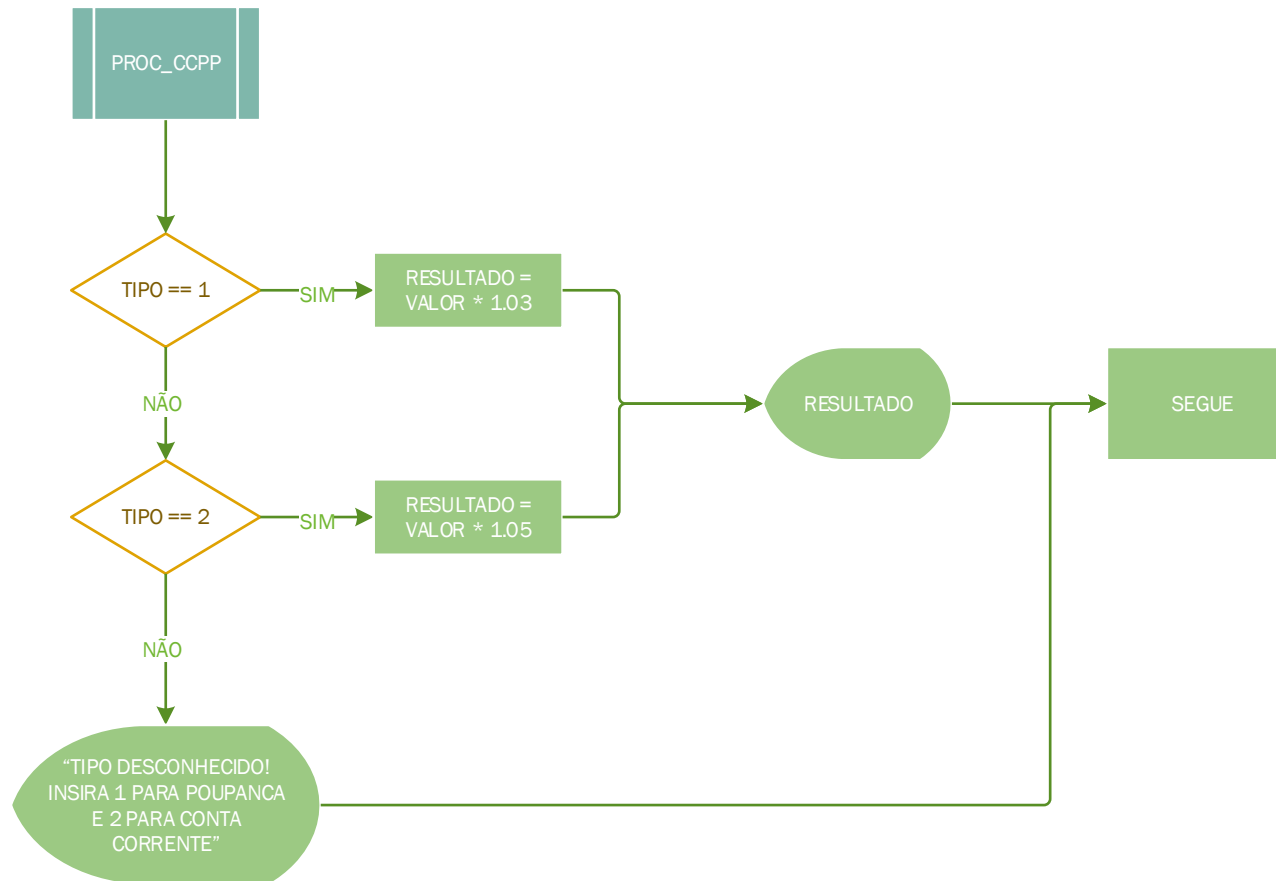 PROC_CCPP
TIPO == 1
SIM
RESULTADO =
VALOR * 1.03
NÃO
RESULTADO
SEGUE
TIPO == 2
SIM
RESULTADO =
VALOR * 1.05
NÃO
“TIPO DESCONHECIDO!
INSIRA 1 PARA POUPANCA
E 2 PARA CONTA
CORRENTE”